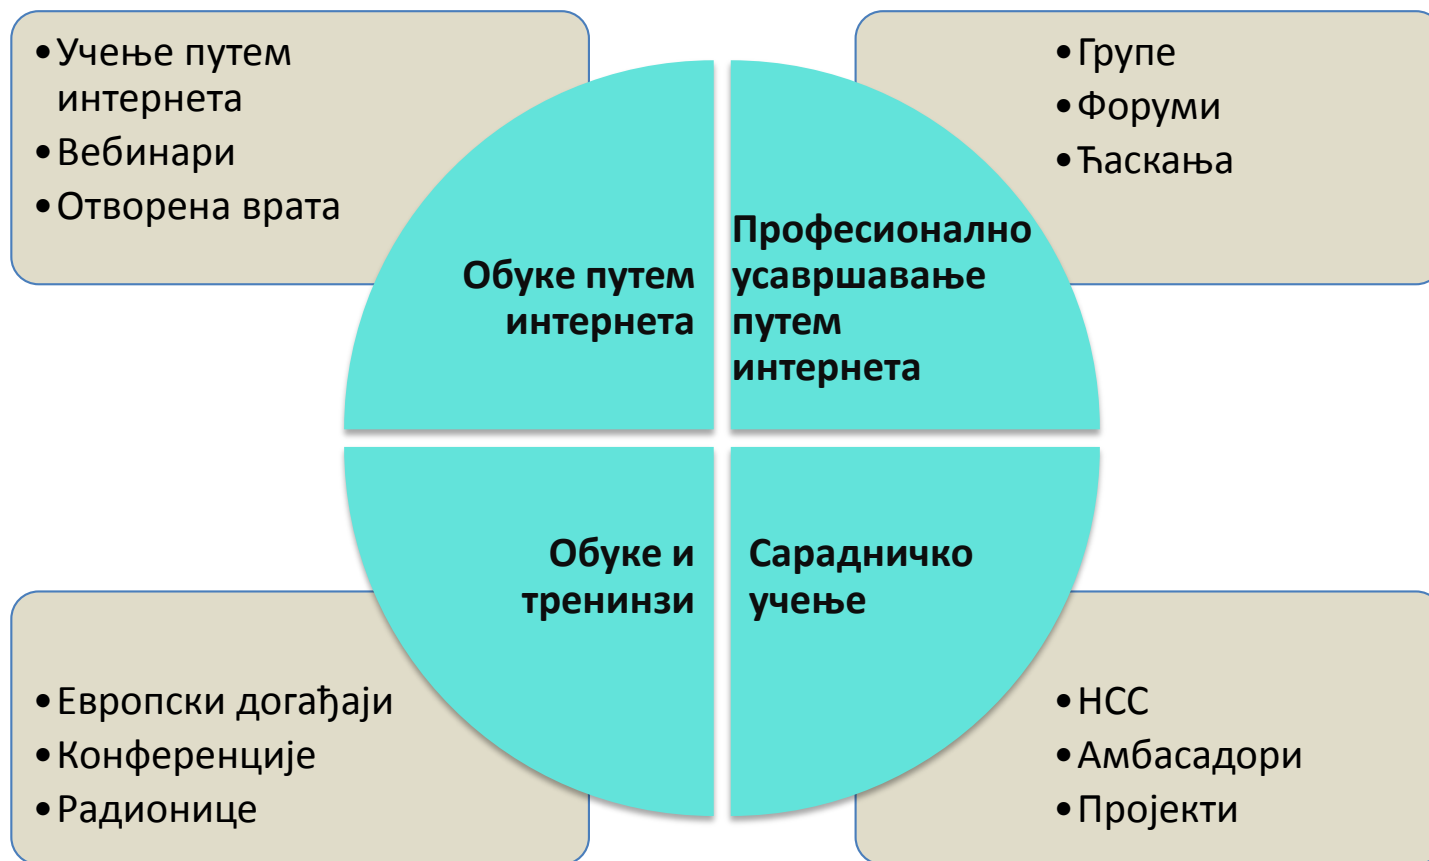 •Учење путем
интернета
•Вебинари
•Отворена врата
•Групе
•Форуми
•Ћаскања
Обуке путем
интернета
Професионално
усавршавање
путем
интернета
Обуке и
тренинзи
Сарадничко
учење
•Европски догађаји
•Конференције
•Радионице
•НСС
•Амбасадори
•Пројекти